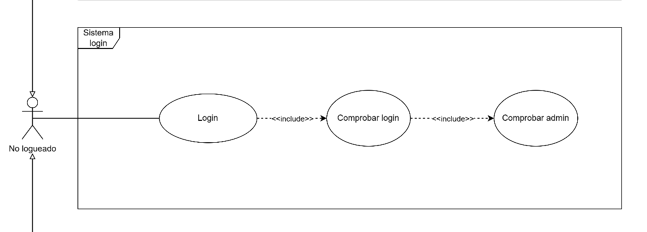 Sistema
login
Login
<<include>>
Comprobar login
<<include>>
Comprobar admin
No logueado